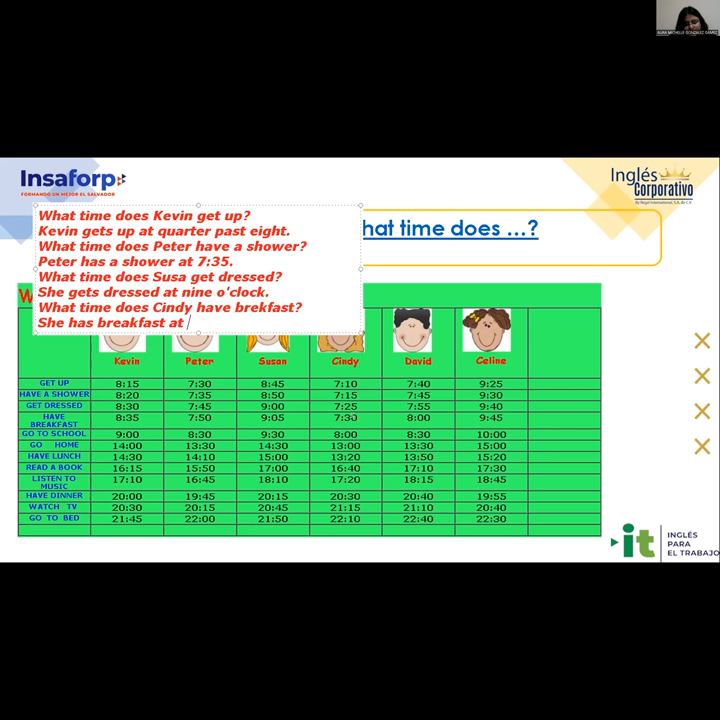 AURA MICHELLE GONZALEZ GAMEZ
Insaforp
FORMANDO UN MEJOR EL SALVADOR
Inglés
Corporativo
What time does Kevin get up?
Kevin gets up at quarter past eight.
What time does Peter have a shower?
Peter has a shower at 7:35.
What time does Susa get dressed?
She gets dressed at nine o'clock.
What time does Cindy have brekfast?
She has breakfast at
hat time does ...?
W
Kevin Peter Susan Cindy David Celine
GET UP 8:15 7:30 8:45 7:10 7:40 9:25
HAVE A SHOWER 8:20 7:35 8:50 7:15 7:45 9:30
GET DRESSED 8:30 7:45 9:00 7:25 7:55 9:40
HAVE BREAKFAST 8:35 7:50 9:05 7:30 8:00 9:45
GO TO SCHOOL 9:00 8:30 9:30 8:00 8:30 10:00
GO HOME 14:00 13:30 14:30 13:00 13:30 15:00
HAVE LUNCH 14:30 14:10 15:00 13:20 13:50 15:20
READ A BOOK 16:15 15:50 17:00 16:40 17:10 17:30
LISTEN TO MUSIC 17:10 16:45 18:10 17:20 18:15 18:45
HAVE DINNER 20:00 19:45 20:15 20:30 20:40 19:55
WATCH TV 20:30 20:15 20:45 21:15 21:10 20:40
GO TO BED 21:45 22:00 21:50 22:10 22:40 22:30
it
INGLÉS
PARA
EL TRABAJO